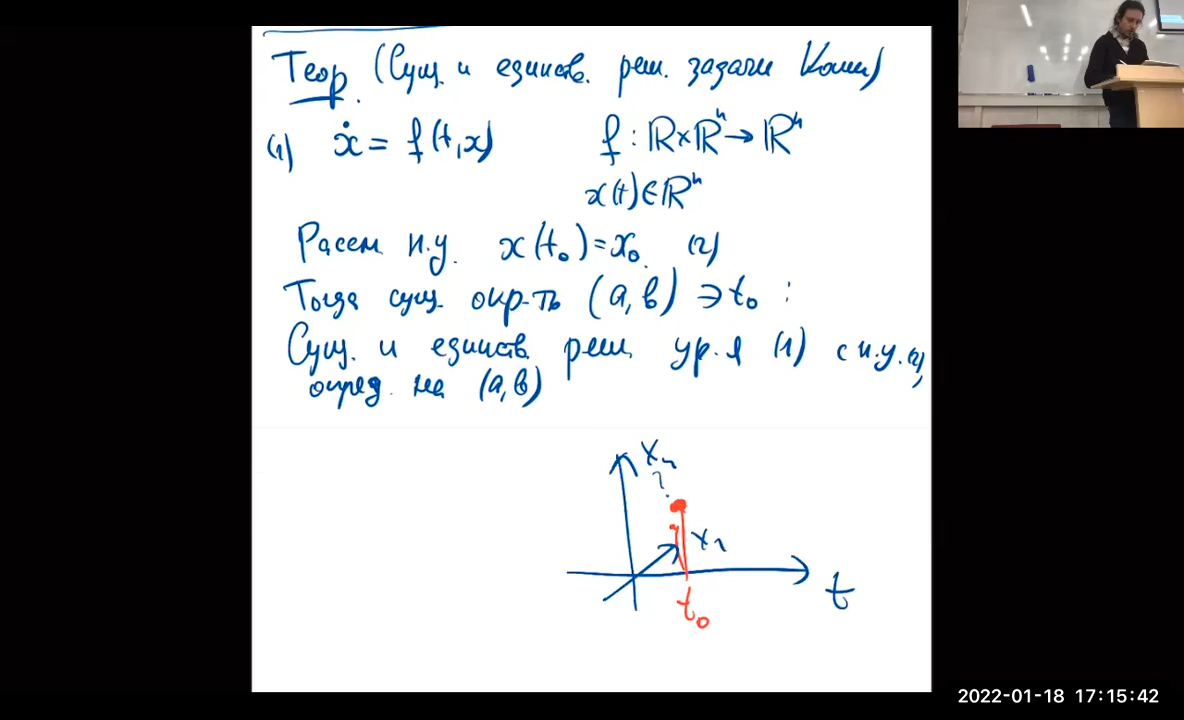 Теор. (Сущ. и единств. реш. задачи Коши)
(1) ẋ = f(t,x) f : ℝ×ℝⁿ → ℝⁿ
x(t)∈ℝⁿ
Рассм н.у. x(t₀)=x₀. (2)
Тогда сущ. окр-ть (a,b) ∋ t₀ :
Сущ. и единств. реш. ур-я (1) с н.у.(2),
опред. на (a,b)
xₙ
x₁
t
t₀
2022-01-18 17:15:42